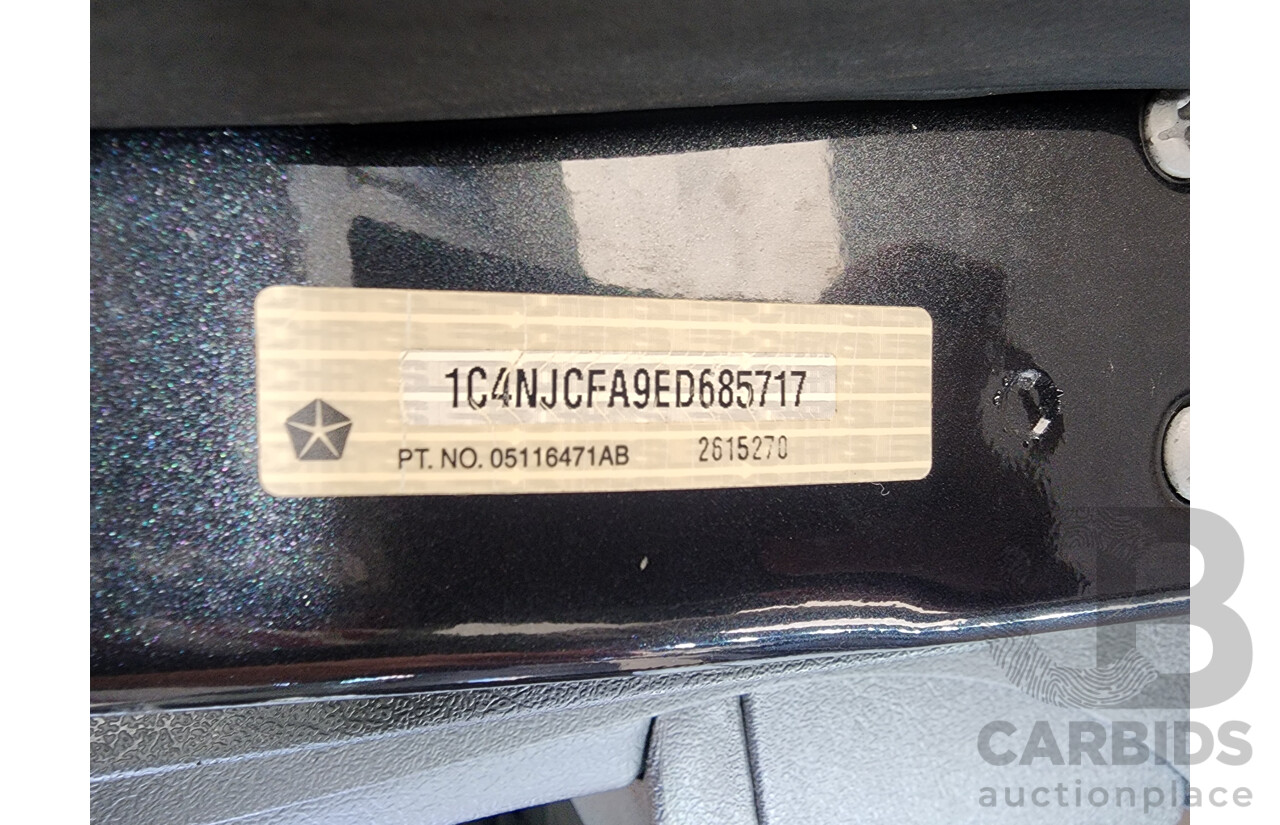 1C4NJCFA9ED685717
PT. NO. 05116471AB 2615270
CARBIDS
auctionplace